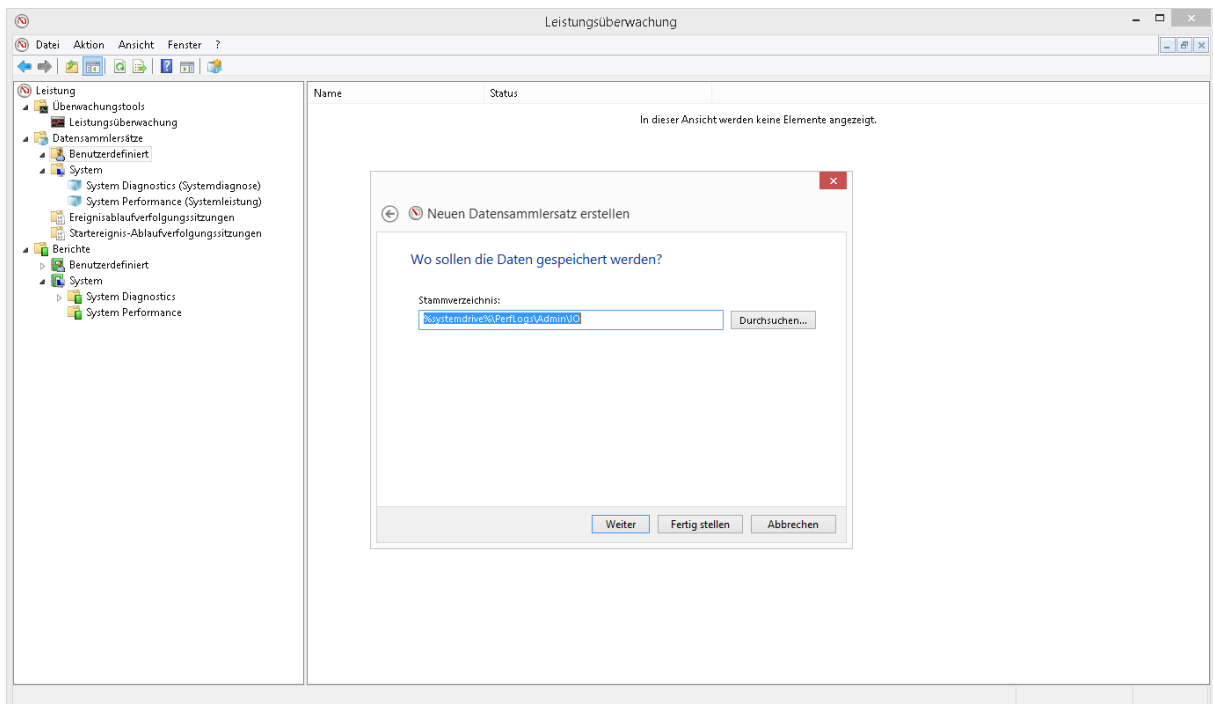 Leistungsüberwachung
Datei Aktion Ansicht Fenster ?
Leistung
Überwachungstools
Leistungsüberwachung
Datensammlersätze
Benutzerdefiniert
System
System Diagnostics (Systemdiagnose)
System Performance (Systemleistung)
Ereignisablaufverfolgungssitzungen
Startereignis-Ablaufverfolgungssitzungen
Berichte
Benutzerdefiniert
System
System Diagnostics
System Performance
Name Status
In dieser Ansicht werden keine Elemente angezeigt.
Neuen Datensammlersatz erstellen
Wo sollen die Daten gespeichert werden?
Stammverzeichnis:
%systemdrive%\PerfLogs\Admin\IO Durchsuchen...
Weiter Fertig stellen Abbrechen